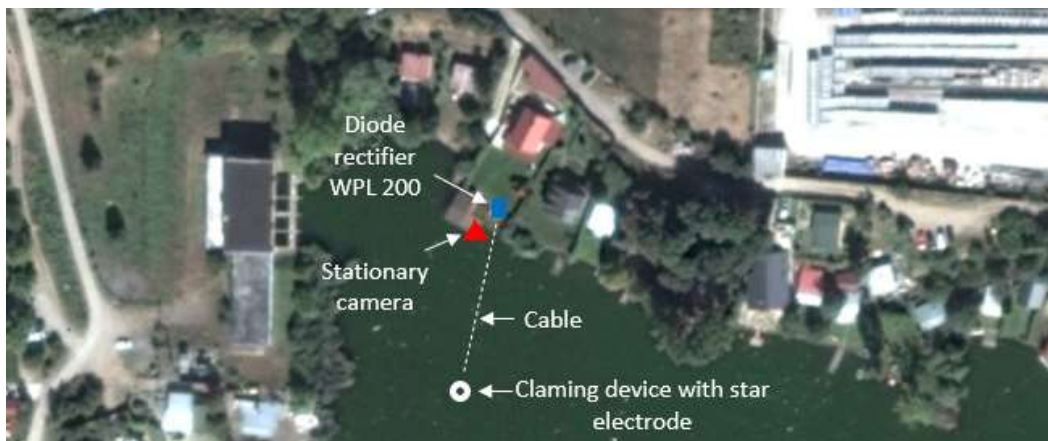 Diode
rectifier
WPL 200
Stationary
camera
Cable
Claming device with star
electrode